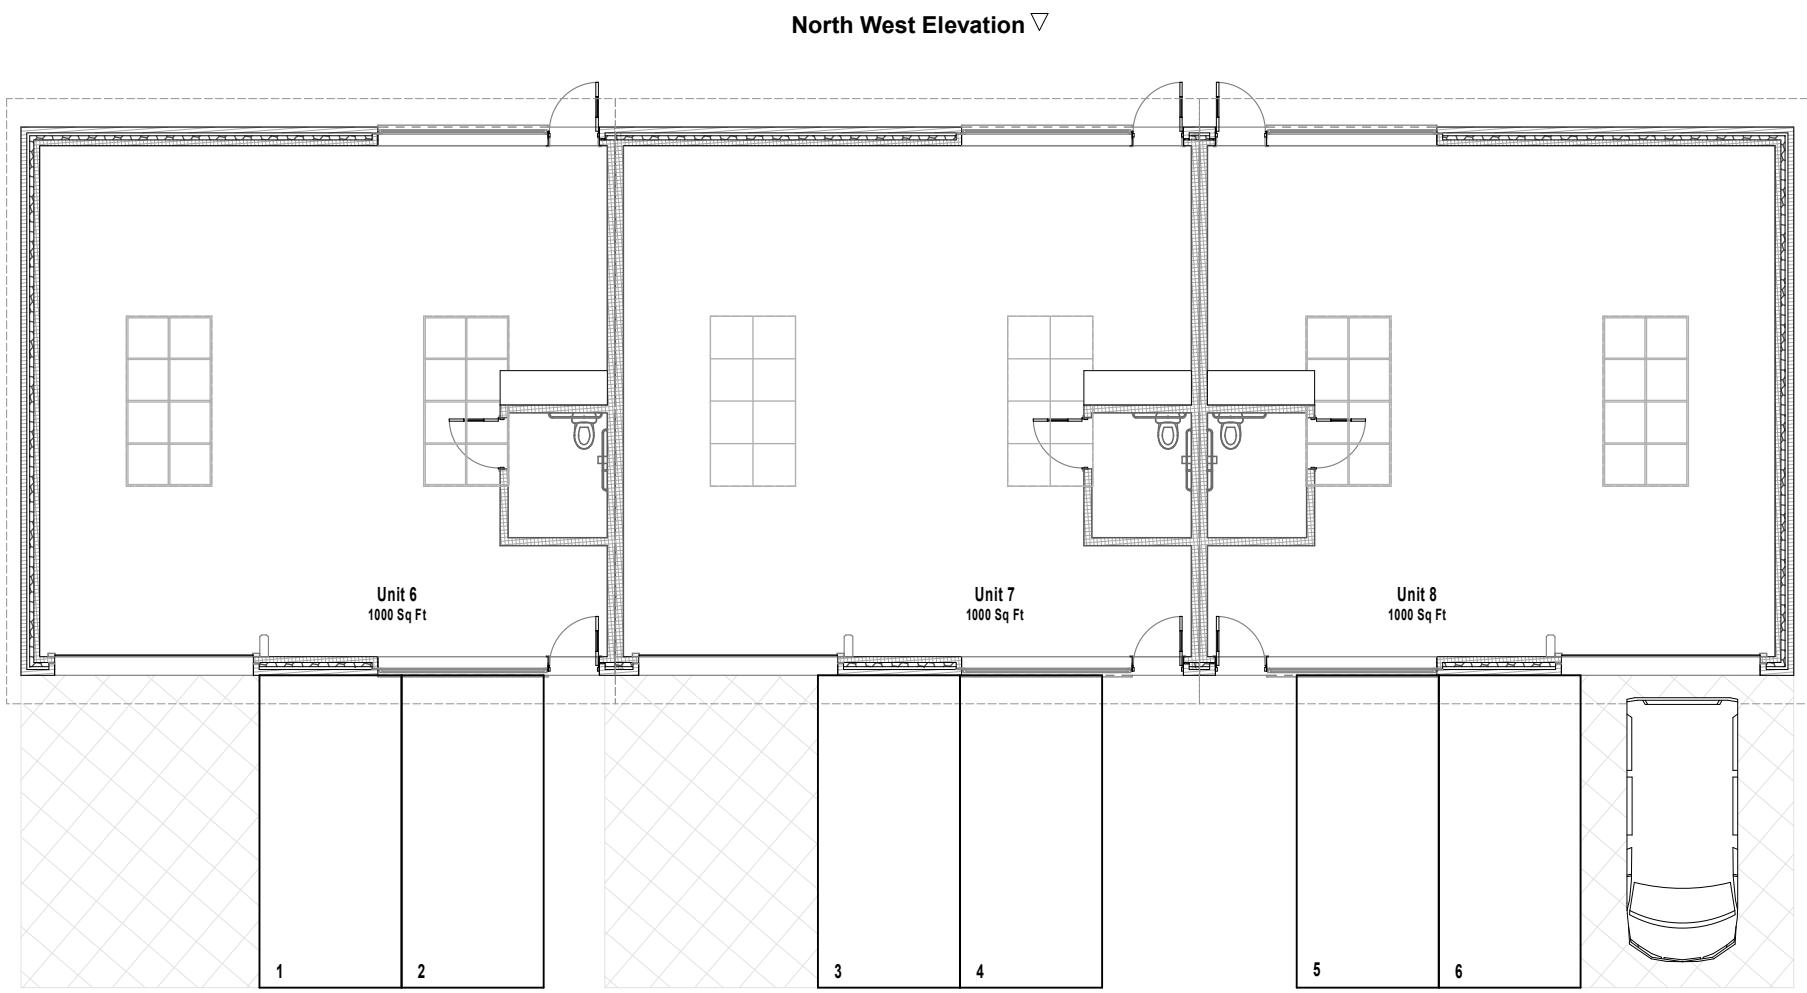 North West Elevation
Unit 6
1000 Sq Ft
Unit 7
1000 Sq Ft
Unit 8
1000 Sq Ft
1
2
3
4
5
6